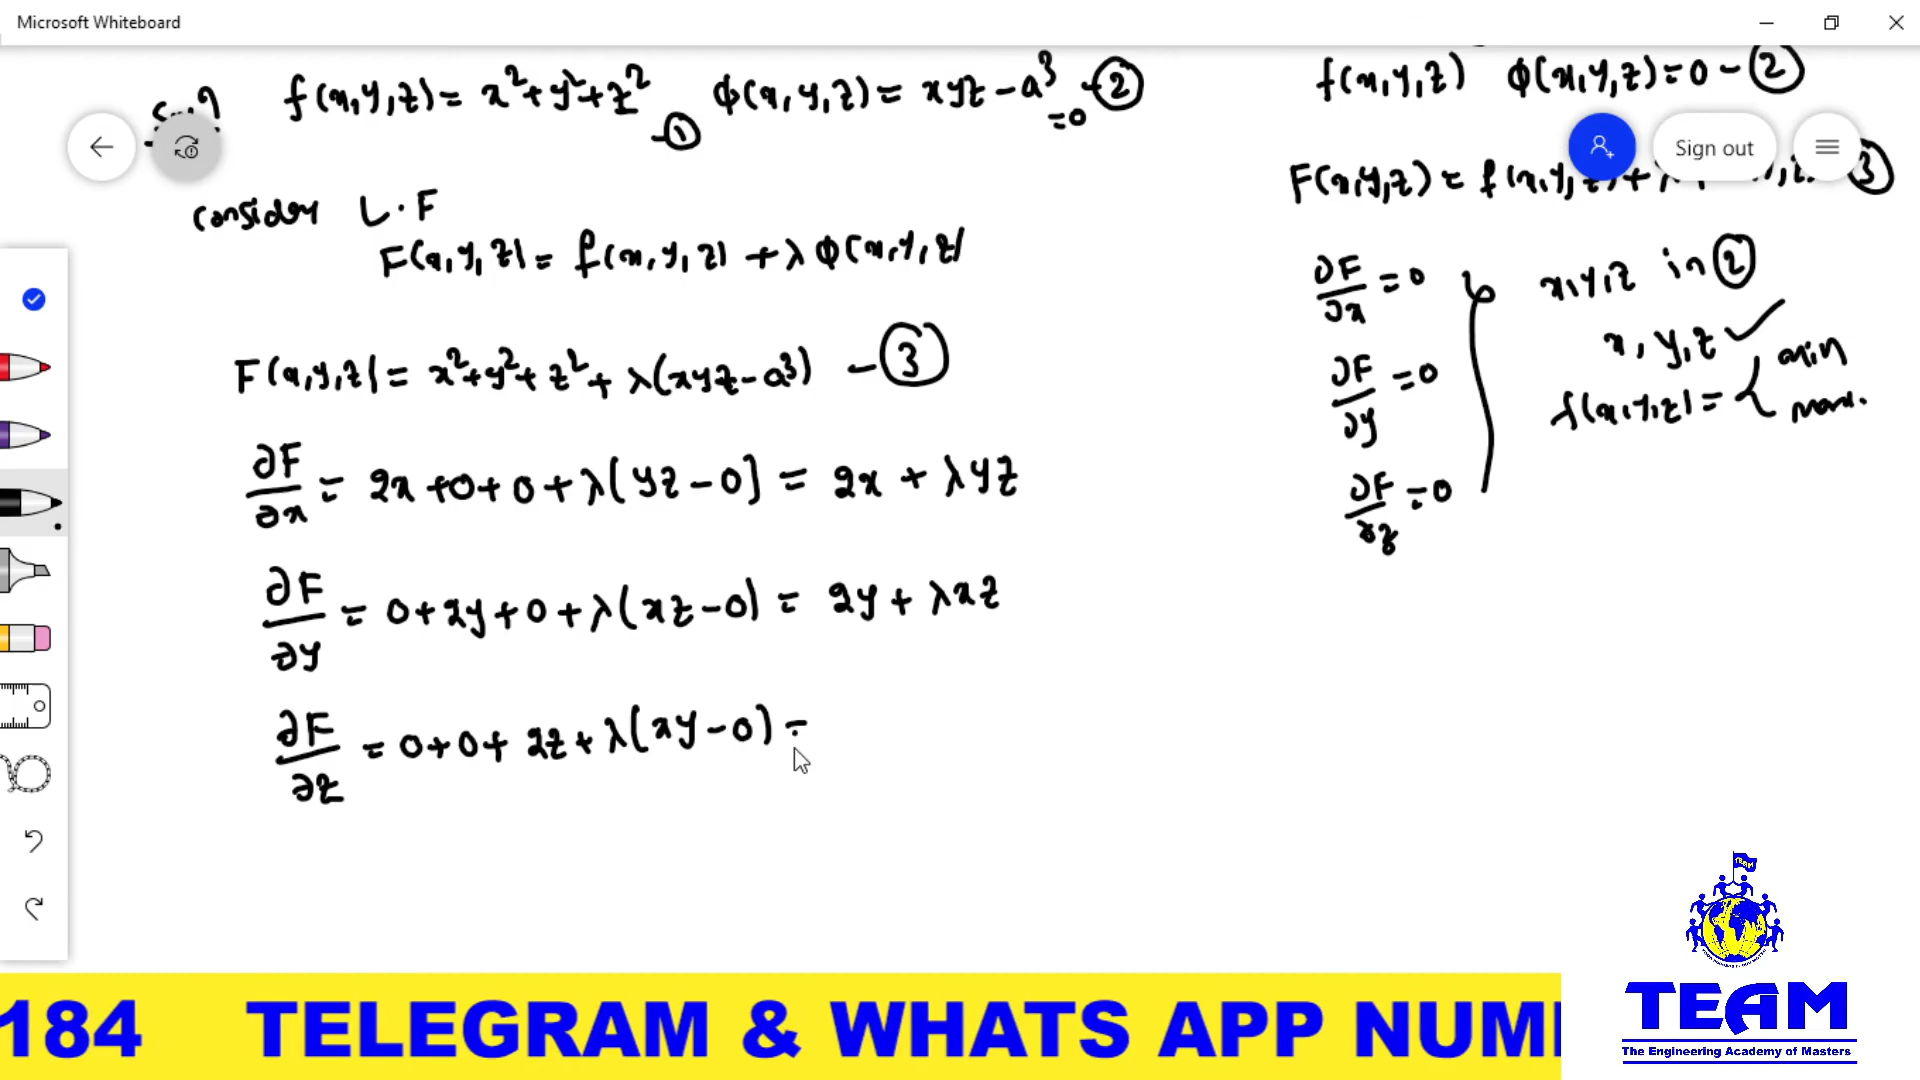 Microsoft Whiteboard
f(x,y,z) = x²+y²+z² -① φ(x,y,z) = xyz-a³ =0 -②
consider L.F
F(x,y,z) = f(x,y,z) + λ φ(x,y,z)
F(x,y,z) = x²+y²+z²+λ(xyz-a³) -③
∂F/∂x = 2x+0+0+λ(yz-0) = 2x+λyz
∂F/∂y = 0+2y+0+λ(xz-0) = 2y+λxz
∂F/∂z = 0+0+2z+λ(xy-0) =
f(x,y,z) φ(x,y,z)=0 -②
Sign out
F(x,y,z) = f(x,y,z)+λ ③
∂F/∂x =0
∂F/∂y =0
∂F/∂z =0
x,y,z in ②
x,y,z ✓
f(x,y,z) = { min
max.
184 TELEGRAM & WHATS APP NUM
TEAM
The Engineering Academy of Masters